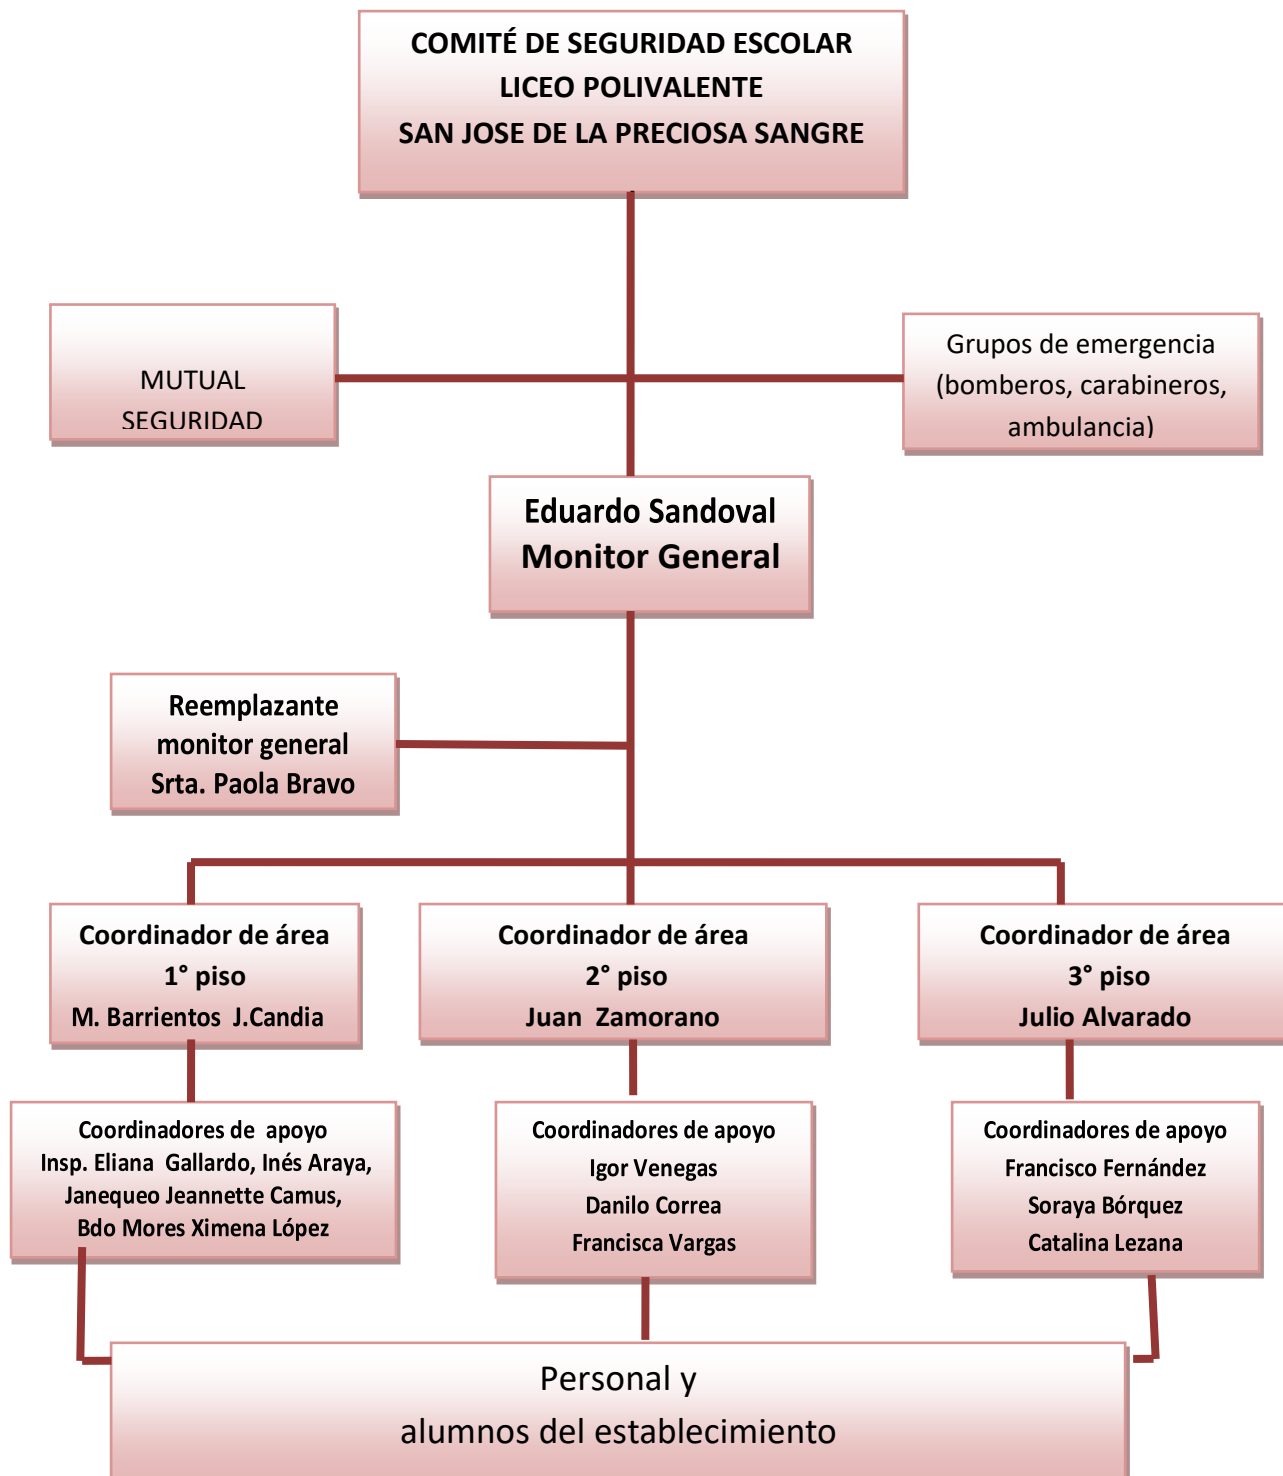 COMITÉ DE SEGURIDAD ESCOLAR
LICEO POLIVALENTE
SAN JOSE DE LA PRECIOSA SANGRE
MUTUAL
SEGURIDAD
Grupos de emergencia
(bomberos, carabineros,
ambulancia)
Eduardo Sandoval
Monitor General
Reemplazante
monitor general
Srta. Paola Bravo
Coordinador de área
1° piso
M. Barrientos  J.Candia
Coordinador de área
2° piso
Juan  Zamorano
Coordinador de área
3° piso
Julio Alvarado
Coordinadores de  apoyo
Insp. Eliana  Gallardo, Inés Araya,
Janequeo Jeannette Camus,
Bdo Mores Ximena López
Coordinadores de apoyo
Igor Venegas
Danilo Correa
Francisca Vargas
Coordinadores de apoyo
Francisco Fernández
Soraya Bórquez
Catalina Lezana
Personal y
alumnos del establecimiento